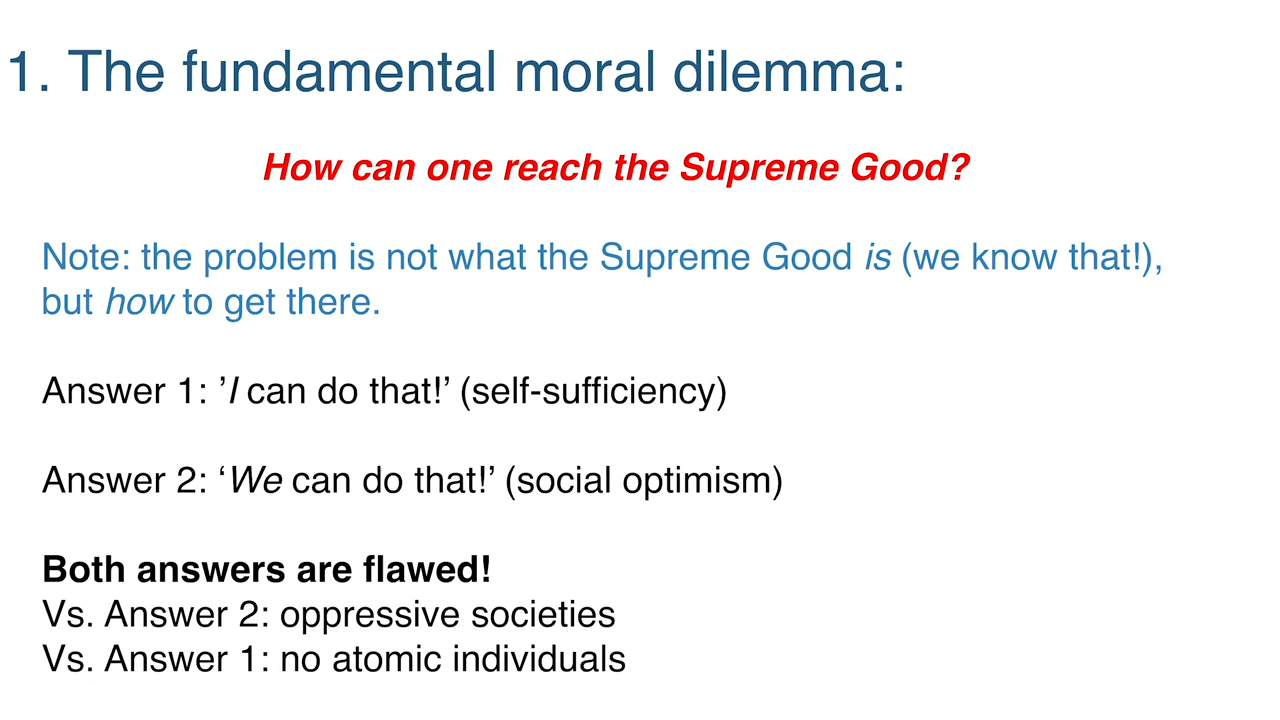 1. The fundamental moral dilemma:
How can one reach the Supreme Good?
Note: the problem is not what the Supreme Good is (we know that!),
but how to get there.
Answer 1: ’I can do that!’ (self-sufficiency)
Answer 2: ‘We can do that!’ (social optimism)
Both answers are flawed!
Vs. Answer 2: oppressive societies
Vs. Answer 1: no atomic individuals